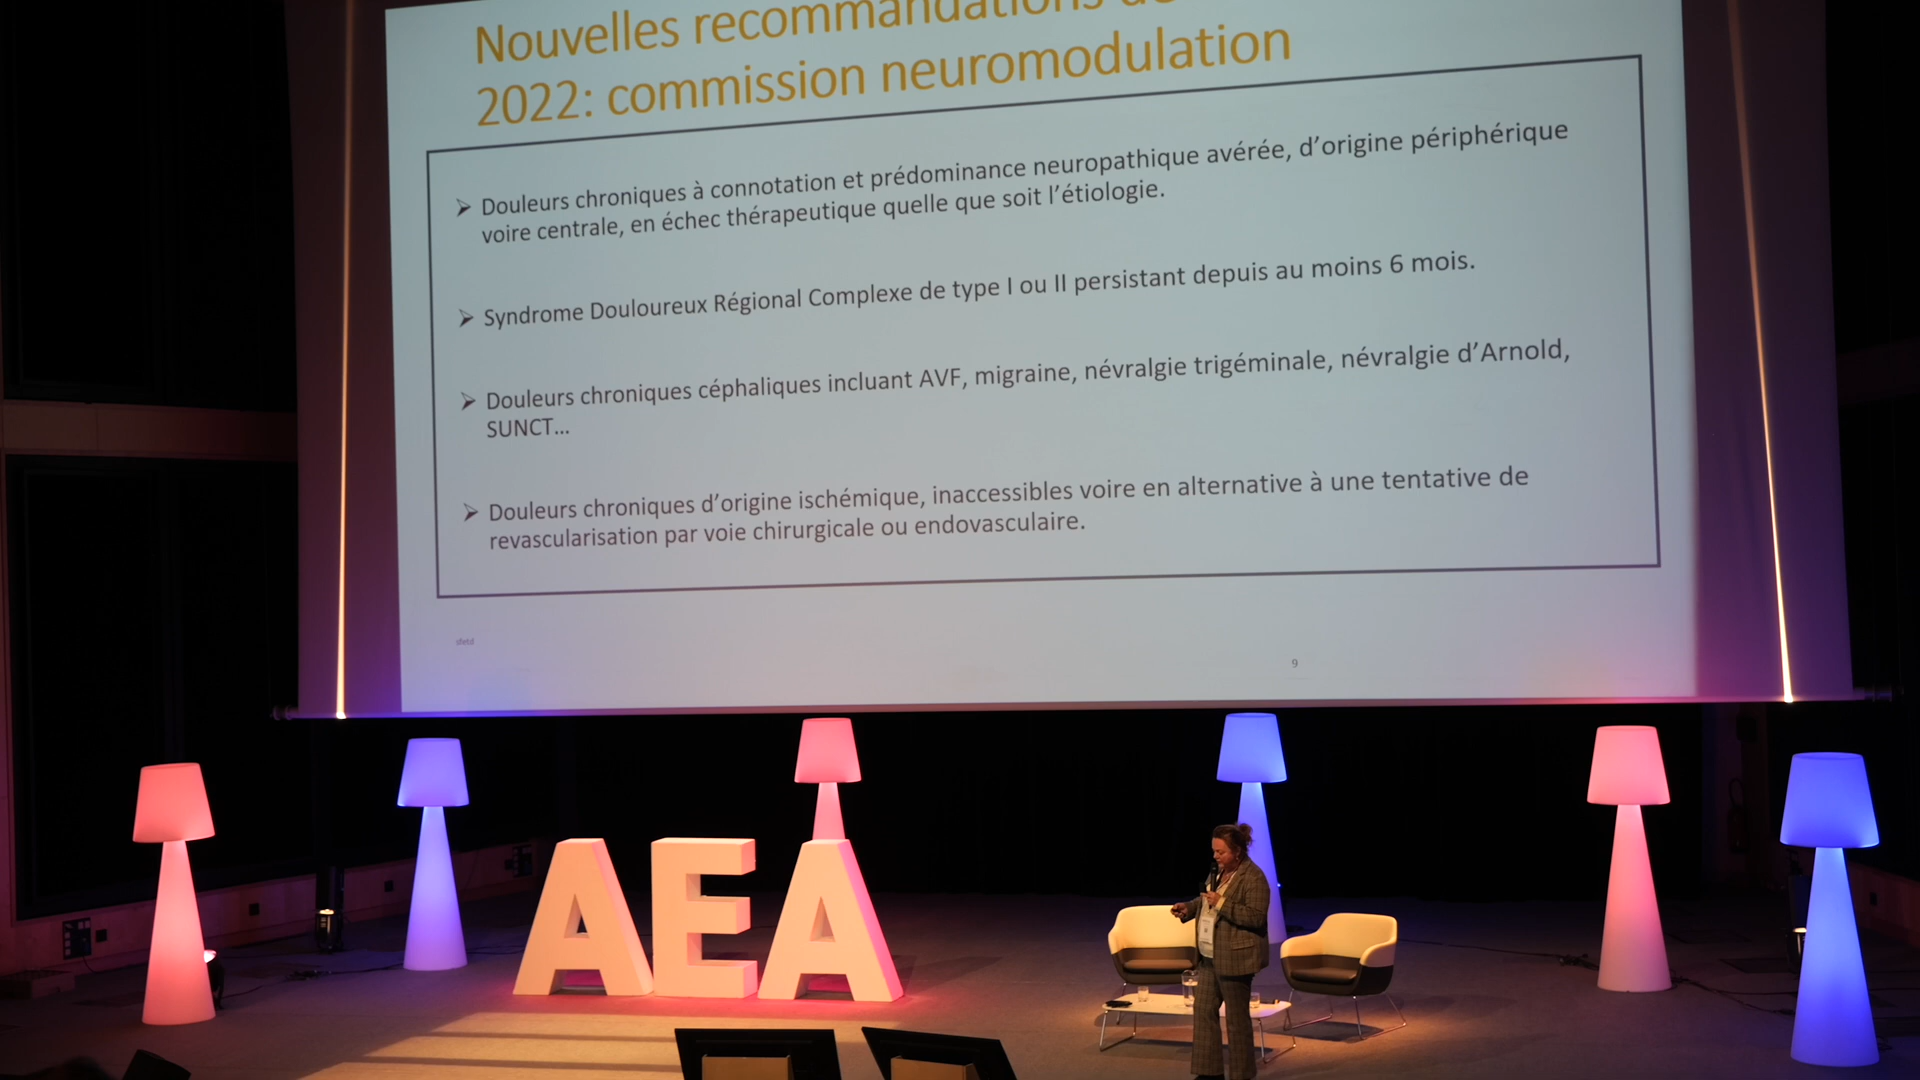 Nouvelles recommandations de
2022: commission neuromodulation
➤ Douleurs chroniques à connotation et prédominance neuropathique avérée, d’origine périphérique
voire centrale, en échec thérapeutique quelle que soit l’étiologie.
➤ Syndrome Douloureux Régional Complexe de type I ou II persistant depuis au moins 6 mois.
➤ Douleurs chroniques céphaliques incluant AVF, migraine, névralgie trigéminale, névralgie d’Arnold,
SUNCT...
➤ Douleurs chroniques d’origine ischémique, inaccessibles voire en alternative à une tentative de
revascularisation par voie chirurgicale ou endovasculaire.
9
AEA